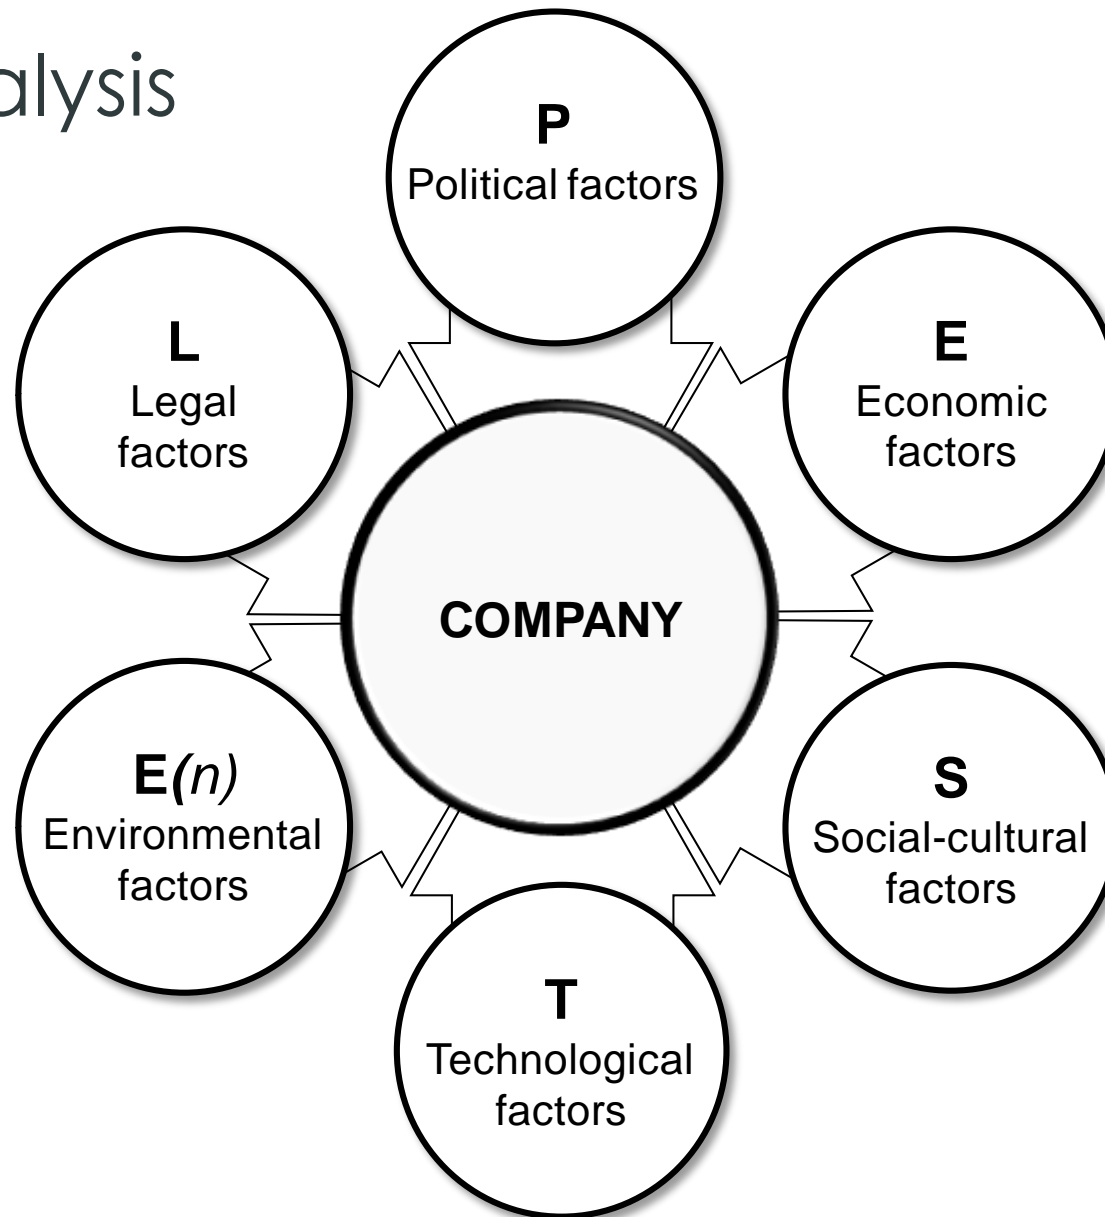 alysis
P
Political factors
E
Economic
factors
S
Social-cultural
factors
T
Technological
factors
E(n)
Environmental
factors
L
Legal
factors
COMPANY